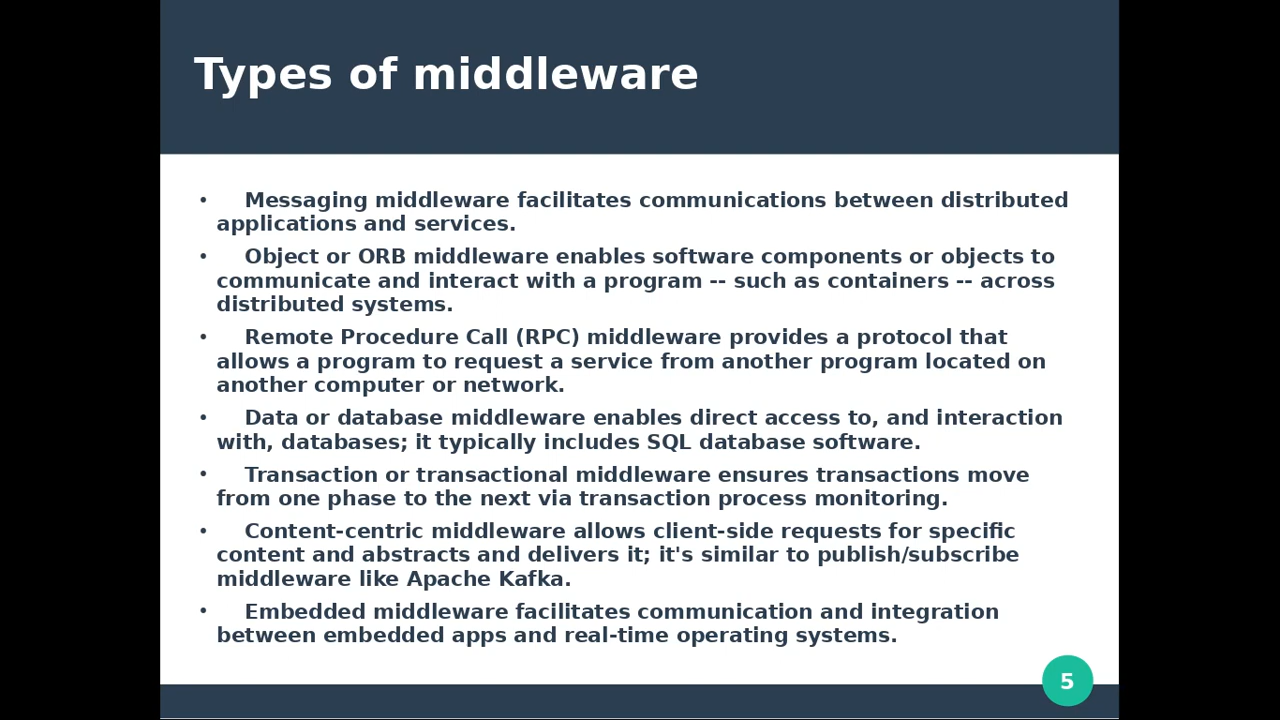 Types of middleware
• Messaging middleware facilitates communications between distributed
applications and services.
• Object or ORB middleware enables software components or objects to
communicate and interact with a program -- such as containers -- across
distributed systems.
• Remote Procedure Call (RPC) middleware provides a protocol that
allows a program to request a service from another program located on
another computer or network.
• Data or database middleware enables direct access to, and interaction
with, databases; it typically includes SQL database software.
• Transaction or transactional middleware ensures transactions move
from one phase to the next via transaction process monitoring.
• Content-centric middleware allows client-side requests for specific
content and abstracts and delivers it; it's similar to publish/subscribe
middleware like Apache Kafka.
• Embedded middleware facilitates communication and integration
between embedded apps and real-time operating systems.
5